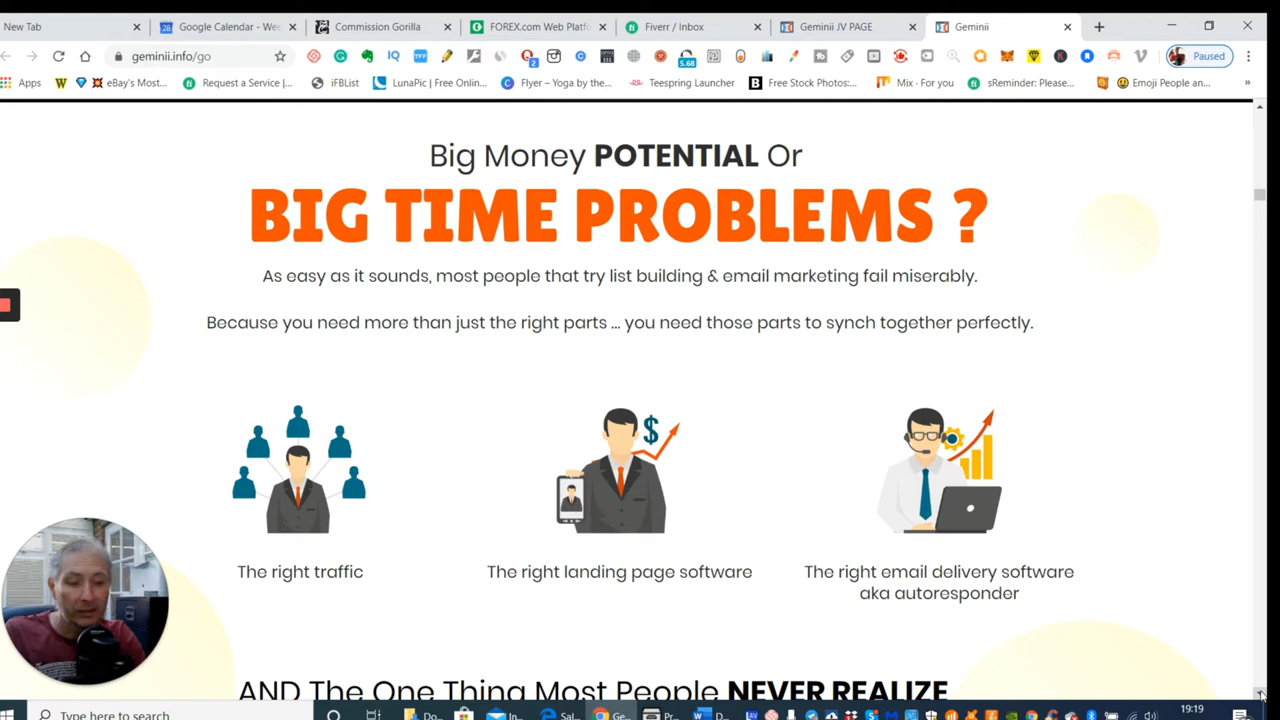 New Tab
Google Calendar - Wee
Commission Gorilla
FOREX.com Web Platfo
Fiverr / Inbox
Geminii JV PAGE
Geminii
geminii.info/go
Paused
Apps
eBay's Most...
Request a Service |...
iFBList
LunaPic | Free Onlin...
Flyer – Yoga by the...
Teespring Launcher
Free Stock Photos:...
Mix · For you
sReminder: Please...
Emoji People an...
Big Money POTENTIAL Or
BIG TIME PROBLEMS ?
As easy as it sounds, most people that try list building & email marketing fail miserably.
Because you need more than just the right parts ... you need those parts to synch together perfectly.
$
The right traffic
The right landing page software
The right email delivery software
aka autoresponder
AND The One Thing Most People NEVER REALIZE
Type here to search
Do
In
Sal
Ge
Pr
D
19:19